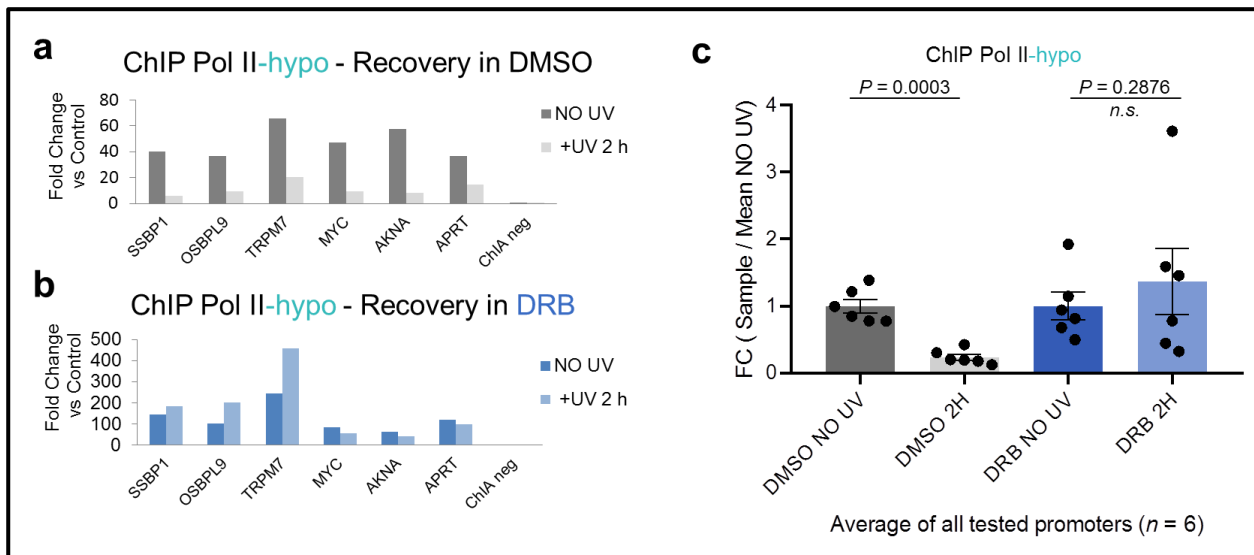 a
ChIP Pol II-hypo - Recovery in DMSO
Fold Change
vs Control
80
60
40
20
0
NO UV
+UV 2 h
SSBP1
OSBPL9
TRPM7
MYC
AKNA
APRT
ChIA neg
b
ChIP Pol II-hypo - Recovery in DRB
Fold Change
vs Control
500
400
300
200
100
0
NO UV
+UV 2 h
SSBP1
OSBPL9
TRPM7
MYC
AKNA
APRT
ChIA neg
c
ChIP Pol II-hypo
P = 0.0003
P = 0.2876
n.s.
FC ( Sample / Mean NO UV)
4
3
2
1
0
DMSO NO UV
DMSO 2H
DRB NO UV
DRB 2H
Average of all tested promoters (n = 6)